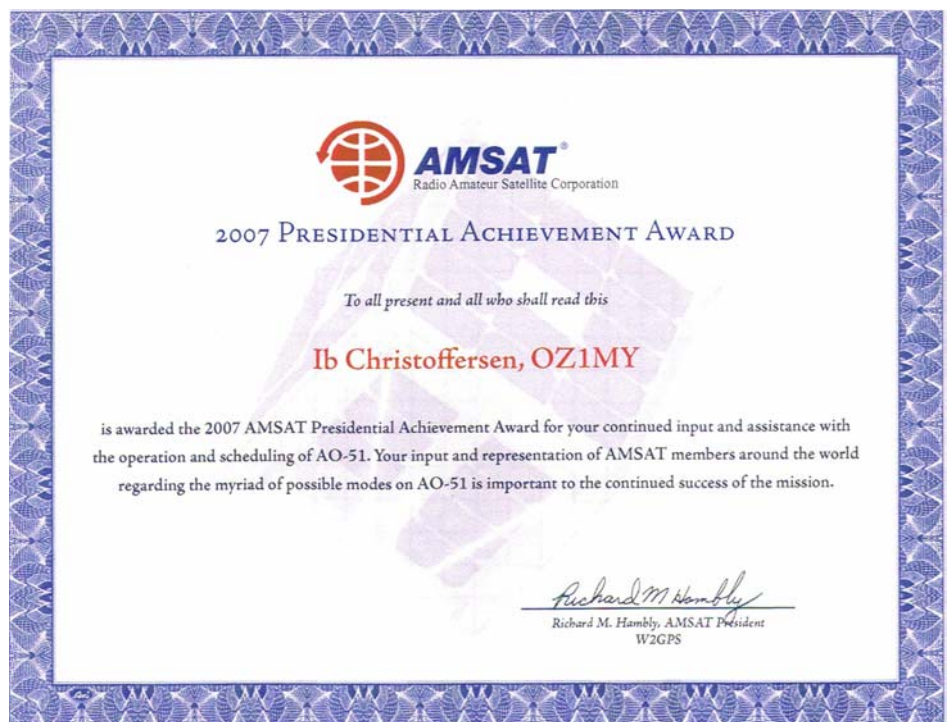 AMSAT®
Radio Amateur Satellite Corporation
2007 Presidential Achievement Award
To all present and all who shall read this
Ib Christoffersen, OZ1MY
is awarded the 2007 AMSAT Presidential Achievement Award for your continued input and assistance with
the operation and scheduling of AO-51. Your input and representation of AMSAT members around the world
regarding the myriad of possible modes on AO-51 is important to the continued success of the mission.
Richard M Hambly
Richard M. Hambly, AMSAT President
W2GPS